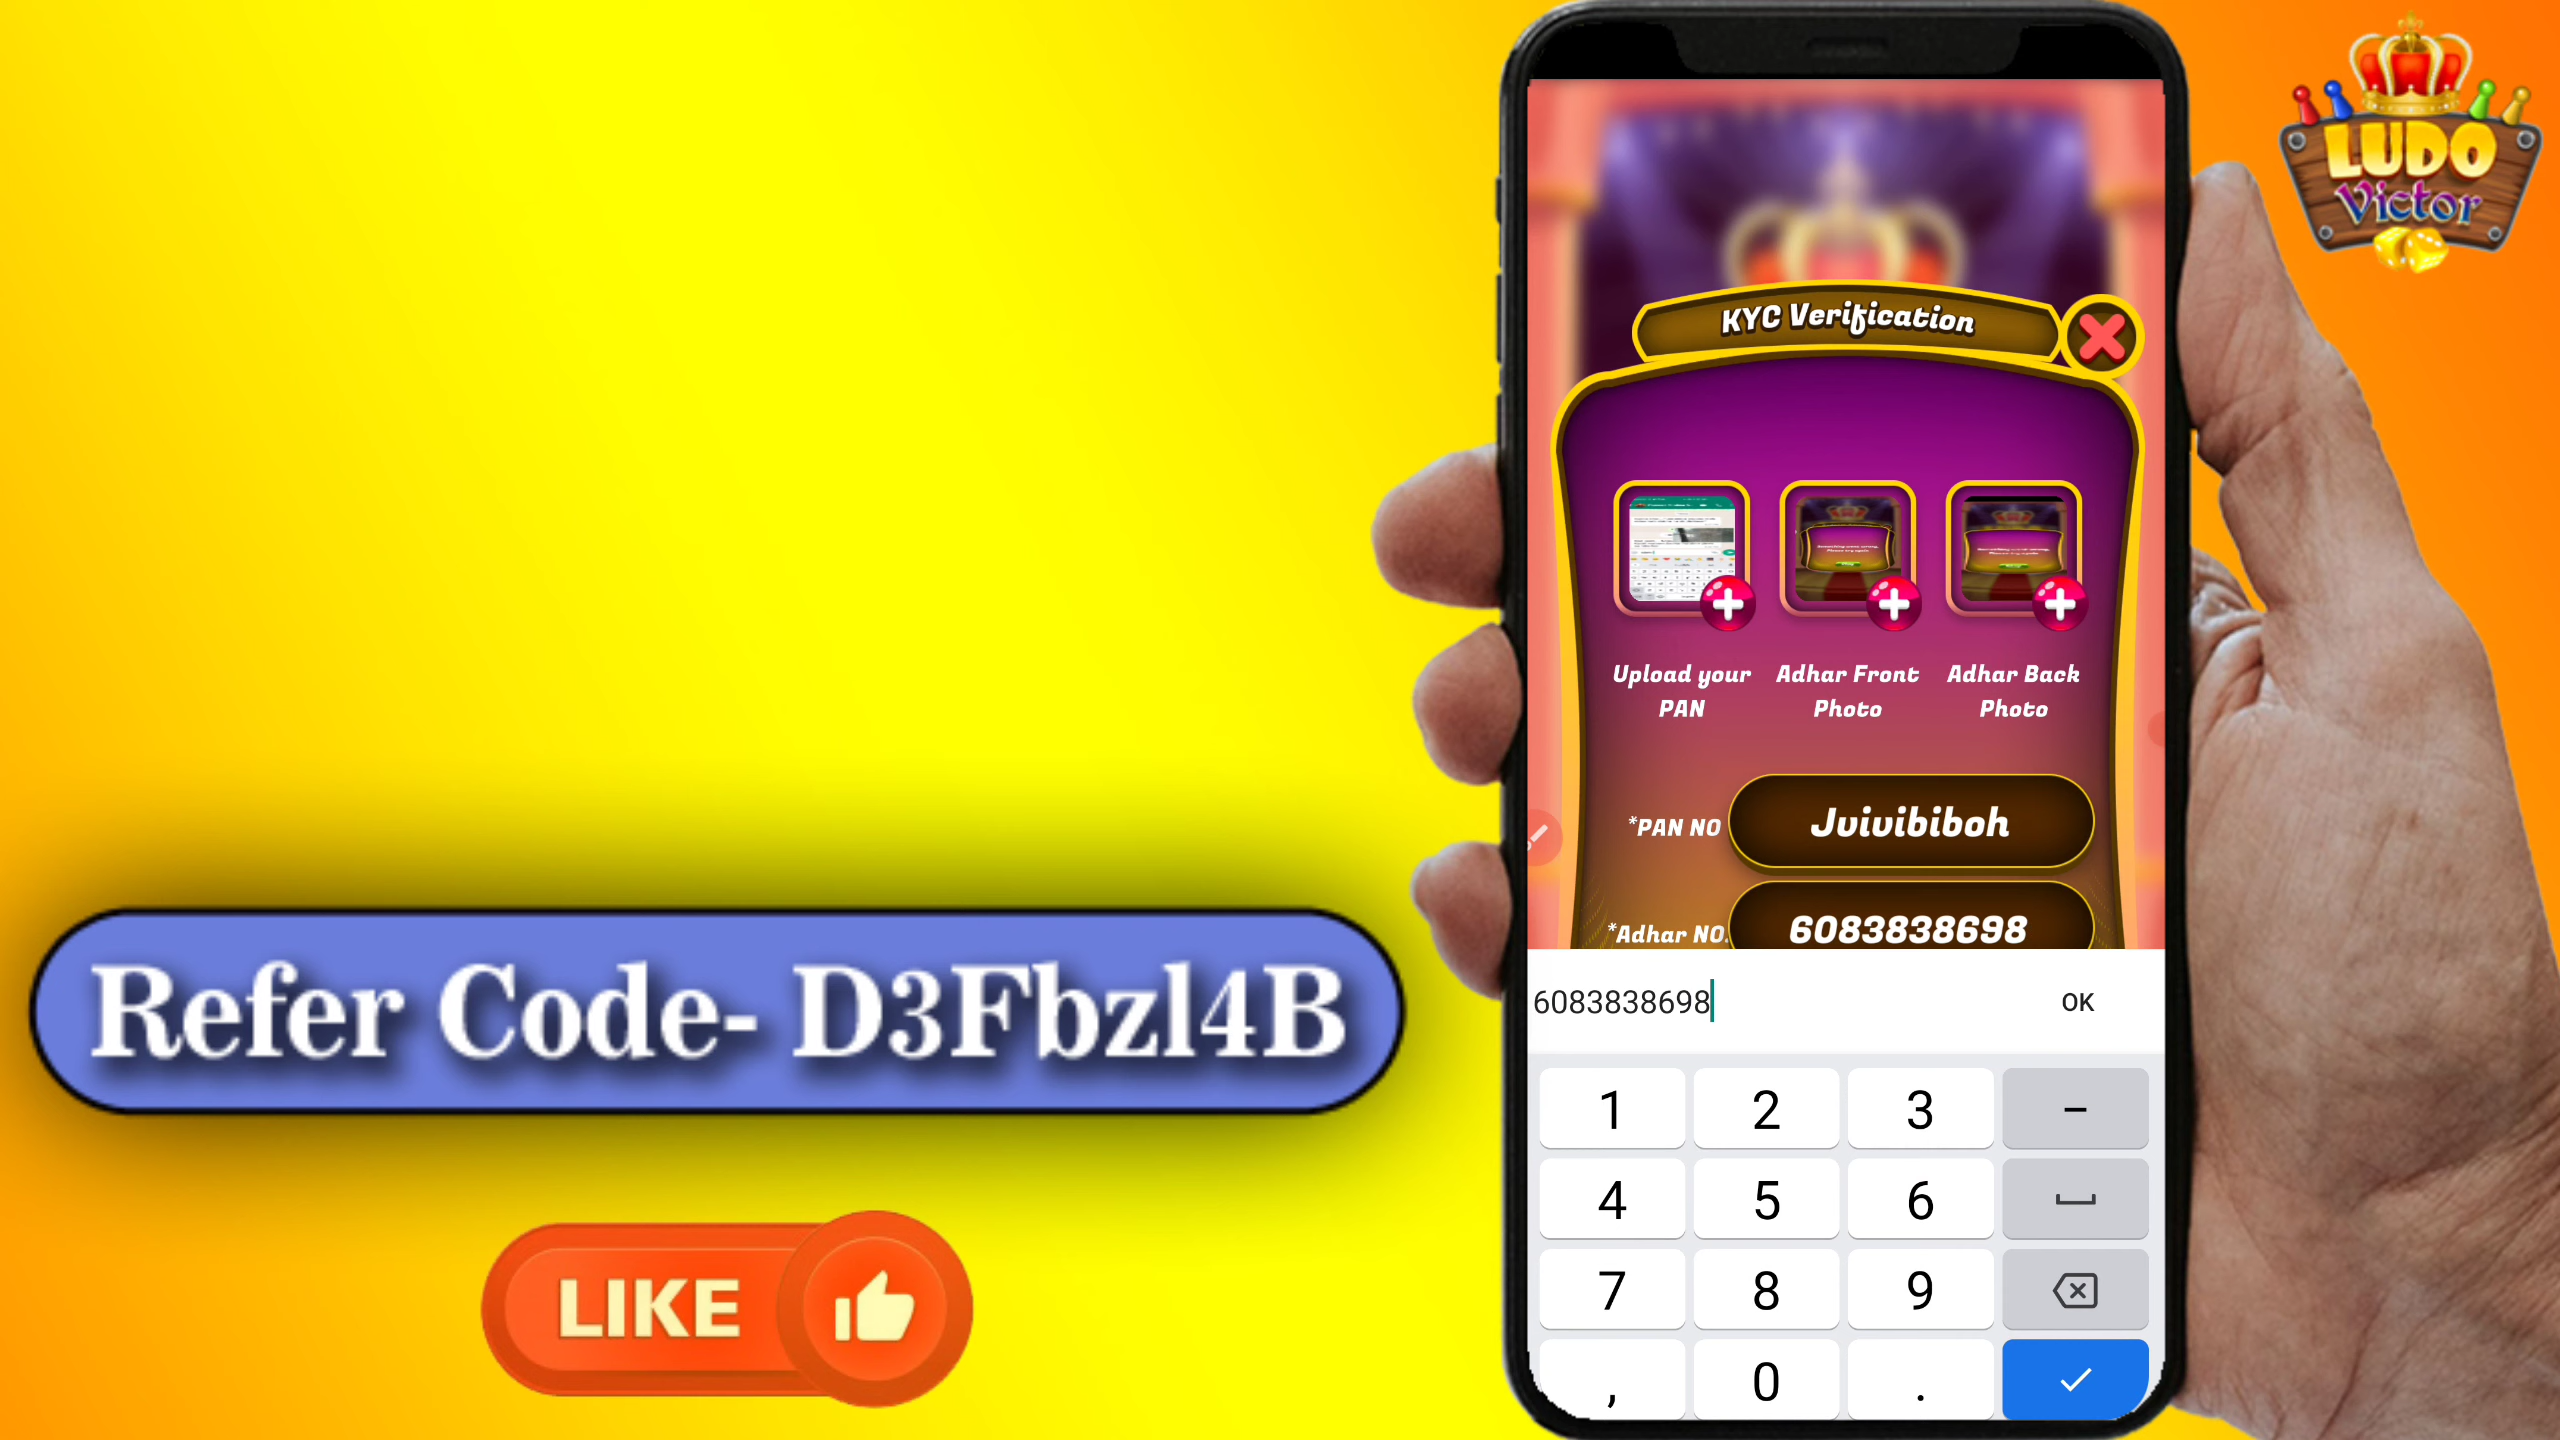 LUDO
Victor
KYC Verification
Upload your
PAN
Adhar Front
Photo
Adhar Back
Photo
*PAN NO
Jvivibiboh
*Adhar NO.
6083838698
6083838698
OK
1 2 3 –
4 5 6
7 8 9
, 0 .
Refer Code- D3Fbzl4B
LIKE